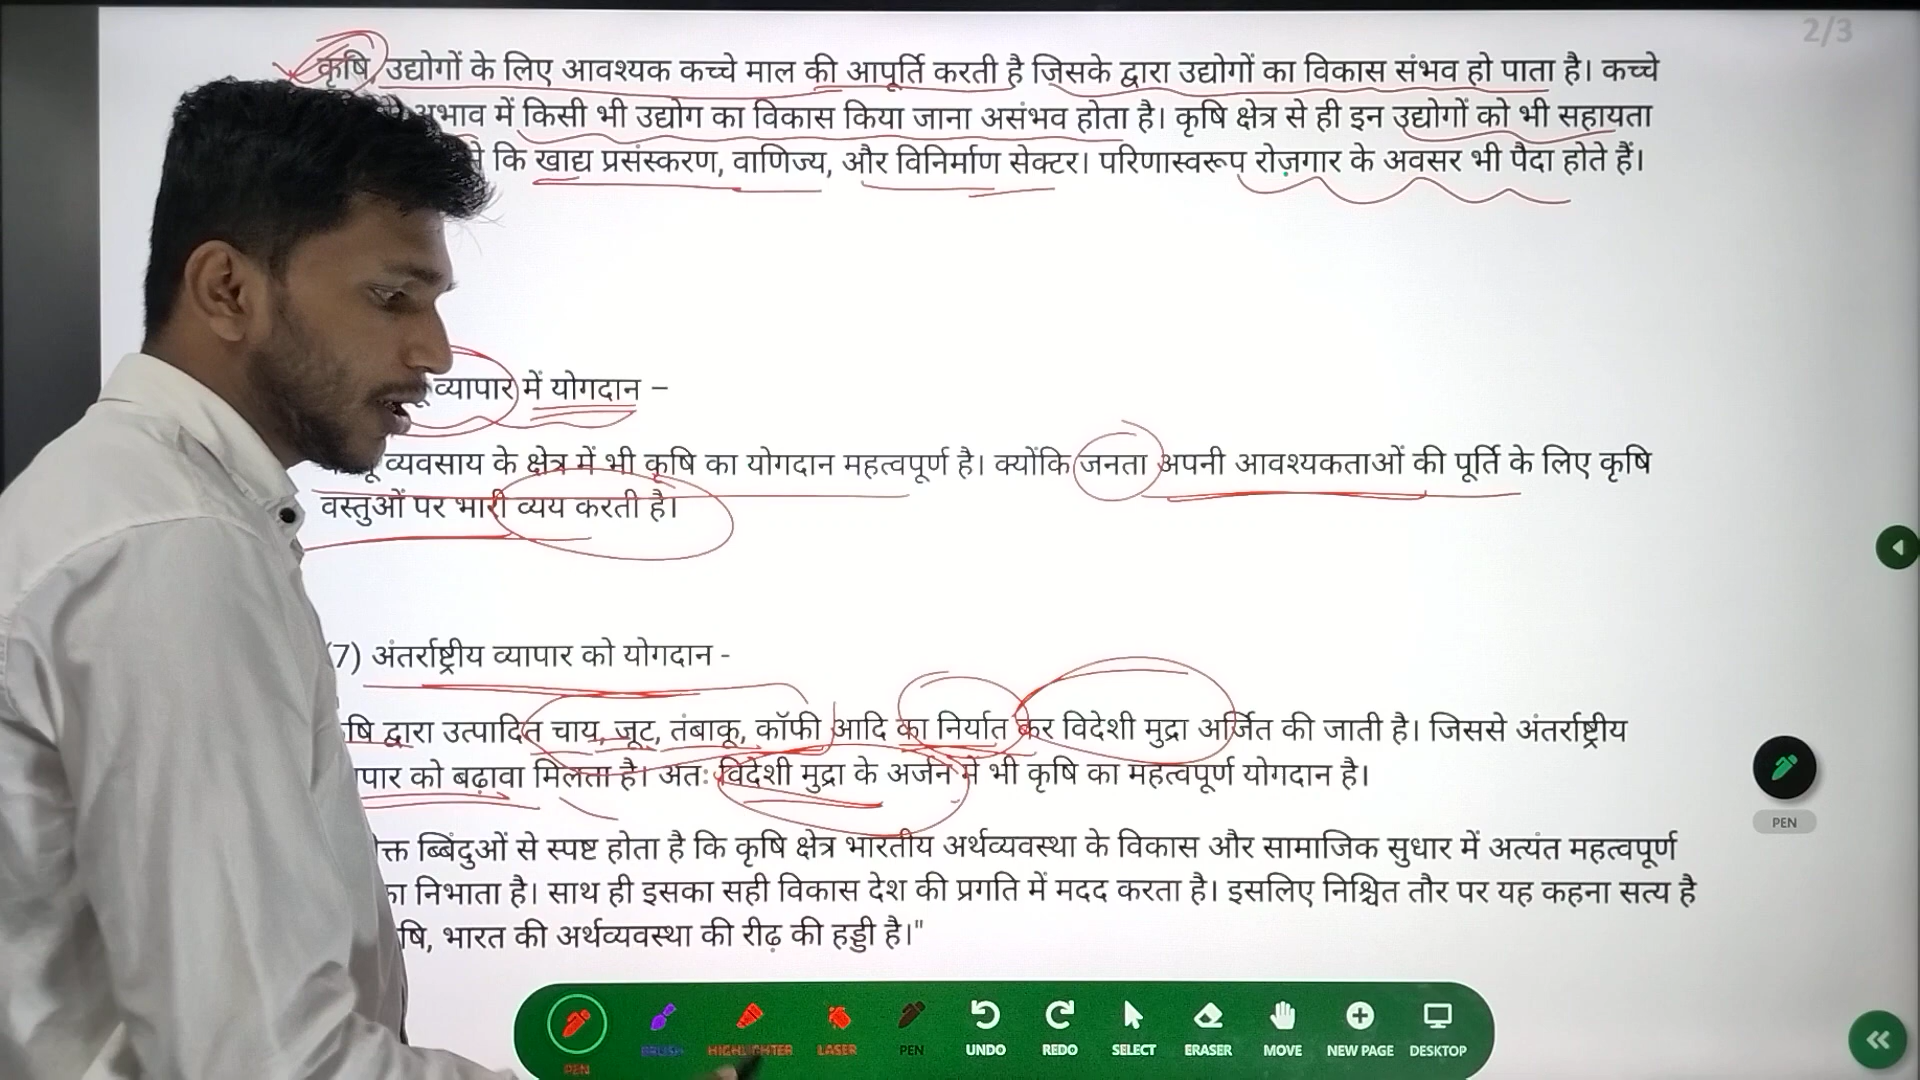 2/3
कृषि, उद्योगों के लिए आवश्यक कच्चे माल की आपूर्ति करती है जिसके द्वारा उद्योगों का विकास संभव हो पाता है। कच्चे
अभाव में किसी भी उद्योग का विकास किया जाना असंभव होता है। कृषि क्षेत्र से ही इन उद्योगों को भी सहायता
कि खाद्य प्रसंस्करण, वाणिज्य, और विनिर्माण सेक्टर। परिणास्वरूप रोज़गार के अवसर भी पैदा होते हैं।
व्यापार में योगदान –
व्यवसाय के क्षेत्र में भी कृषि का योगदान महत्वपूर्ण है। क्योंकि जनता अपनी आवश्यकताओं की पूर्ति के लिए कृषि
वस्तुओं पर भारी व्यय करती है।
(7) अंतर्राष्ट्रीय व्यापार को योगदान -
द्वारा उत्पादित चाय, जूट, तंबाकू, कॉफी आदि का निर्यात कर विदेशी मुद्रा अर्जित की जाती है। जिससे अंतर्राष्ट्रीय
को बढ़ावा मिलता है। अतः विदेशी मुद्रा के अर्जन में भी कृषि का महत्वपूर्ण योगदान है।
ब्बिंदुओं से स्पष्ट होता है कि कृषि क्षेत्र भारतीय अर्थव्यवस्था के विकास और सामाजिक सुधार में अत्यंत महत्वपूर्ण
निभाता है। साथ ही इसका सही विकास देश की प्रगति में मदद करता है। इसलिए निश्चित तौर पर यह कहना सत्य है
भारत की अर्थव्यवस्था की रीढ़ की हड्डी है।"
PEN
PEN BRUSH HIGHLIGHTER LASER PEN UNDO REDO SELECT ERASER MOVE NEW PAGE DESKTOP